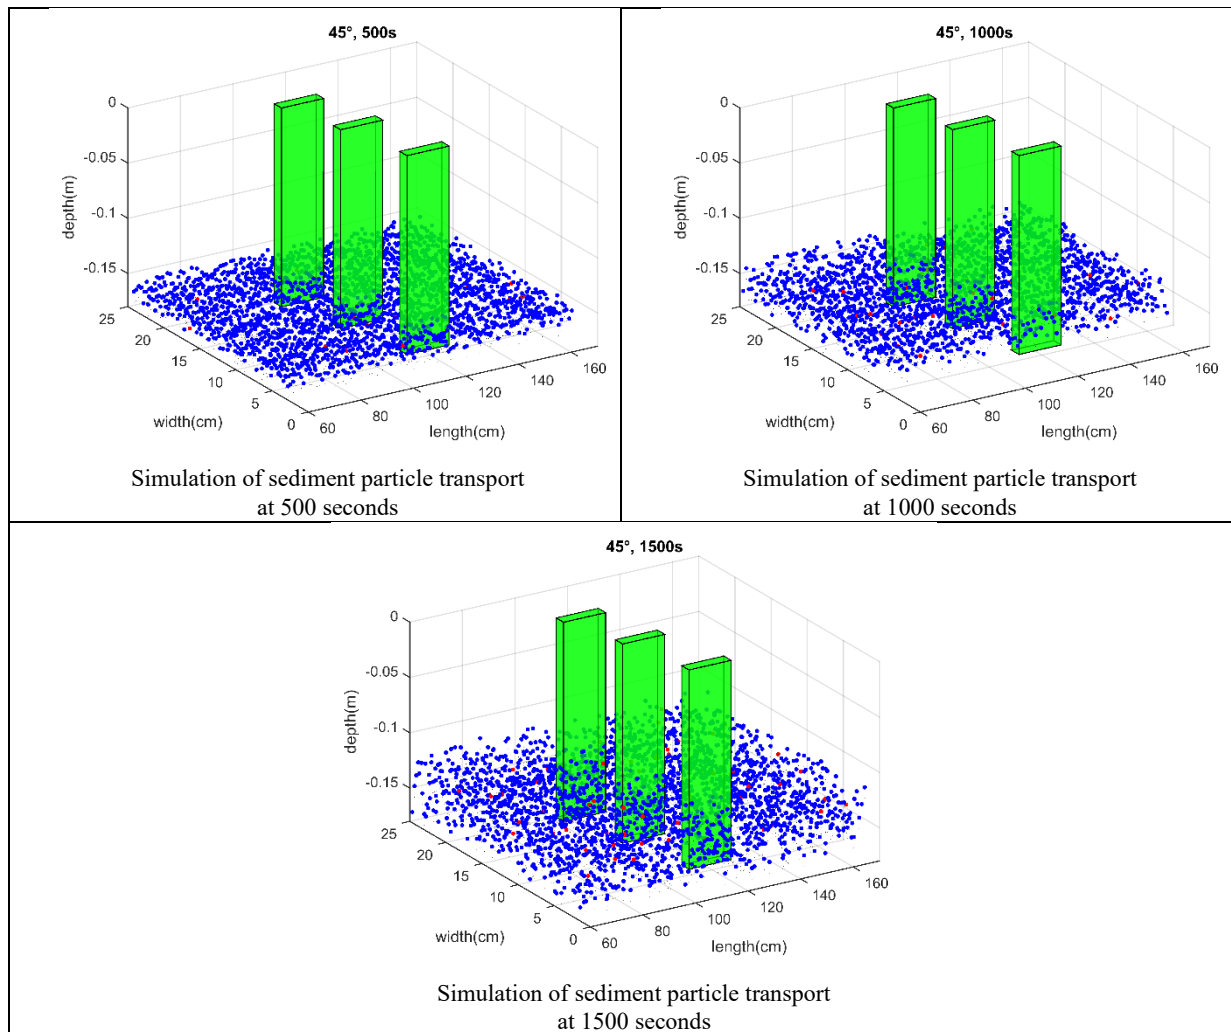 45°, 500s
0
-0.05
-0.1
-0.15
depth(m)
25
20
15
10
5
0
width(cm)
60
80
100
120
140
160
length(cm)
Simulation of sediment particle transport
at 500 seconds
45°, 1000s
0
-0.05
-0.1
-0.15
depth(m)
25
20
15
10
5
0
width(cm)
60
80
100
120
140
160
length(cm)
Simulation of sediment particle transport
at 1000 seconds
45°, 1500s
0
-0.05
-0.1
-0.15
depth(m)
25
20
15
10
5
0
width(cm)
60
80
100
120
140
160
length(cm)
Simulation of sediment particle transport
at 1500 seconds